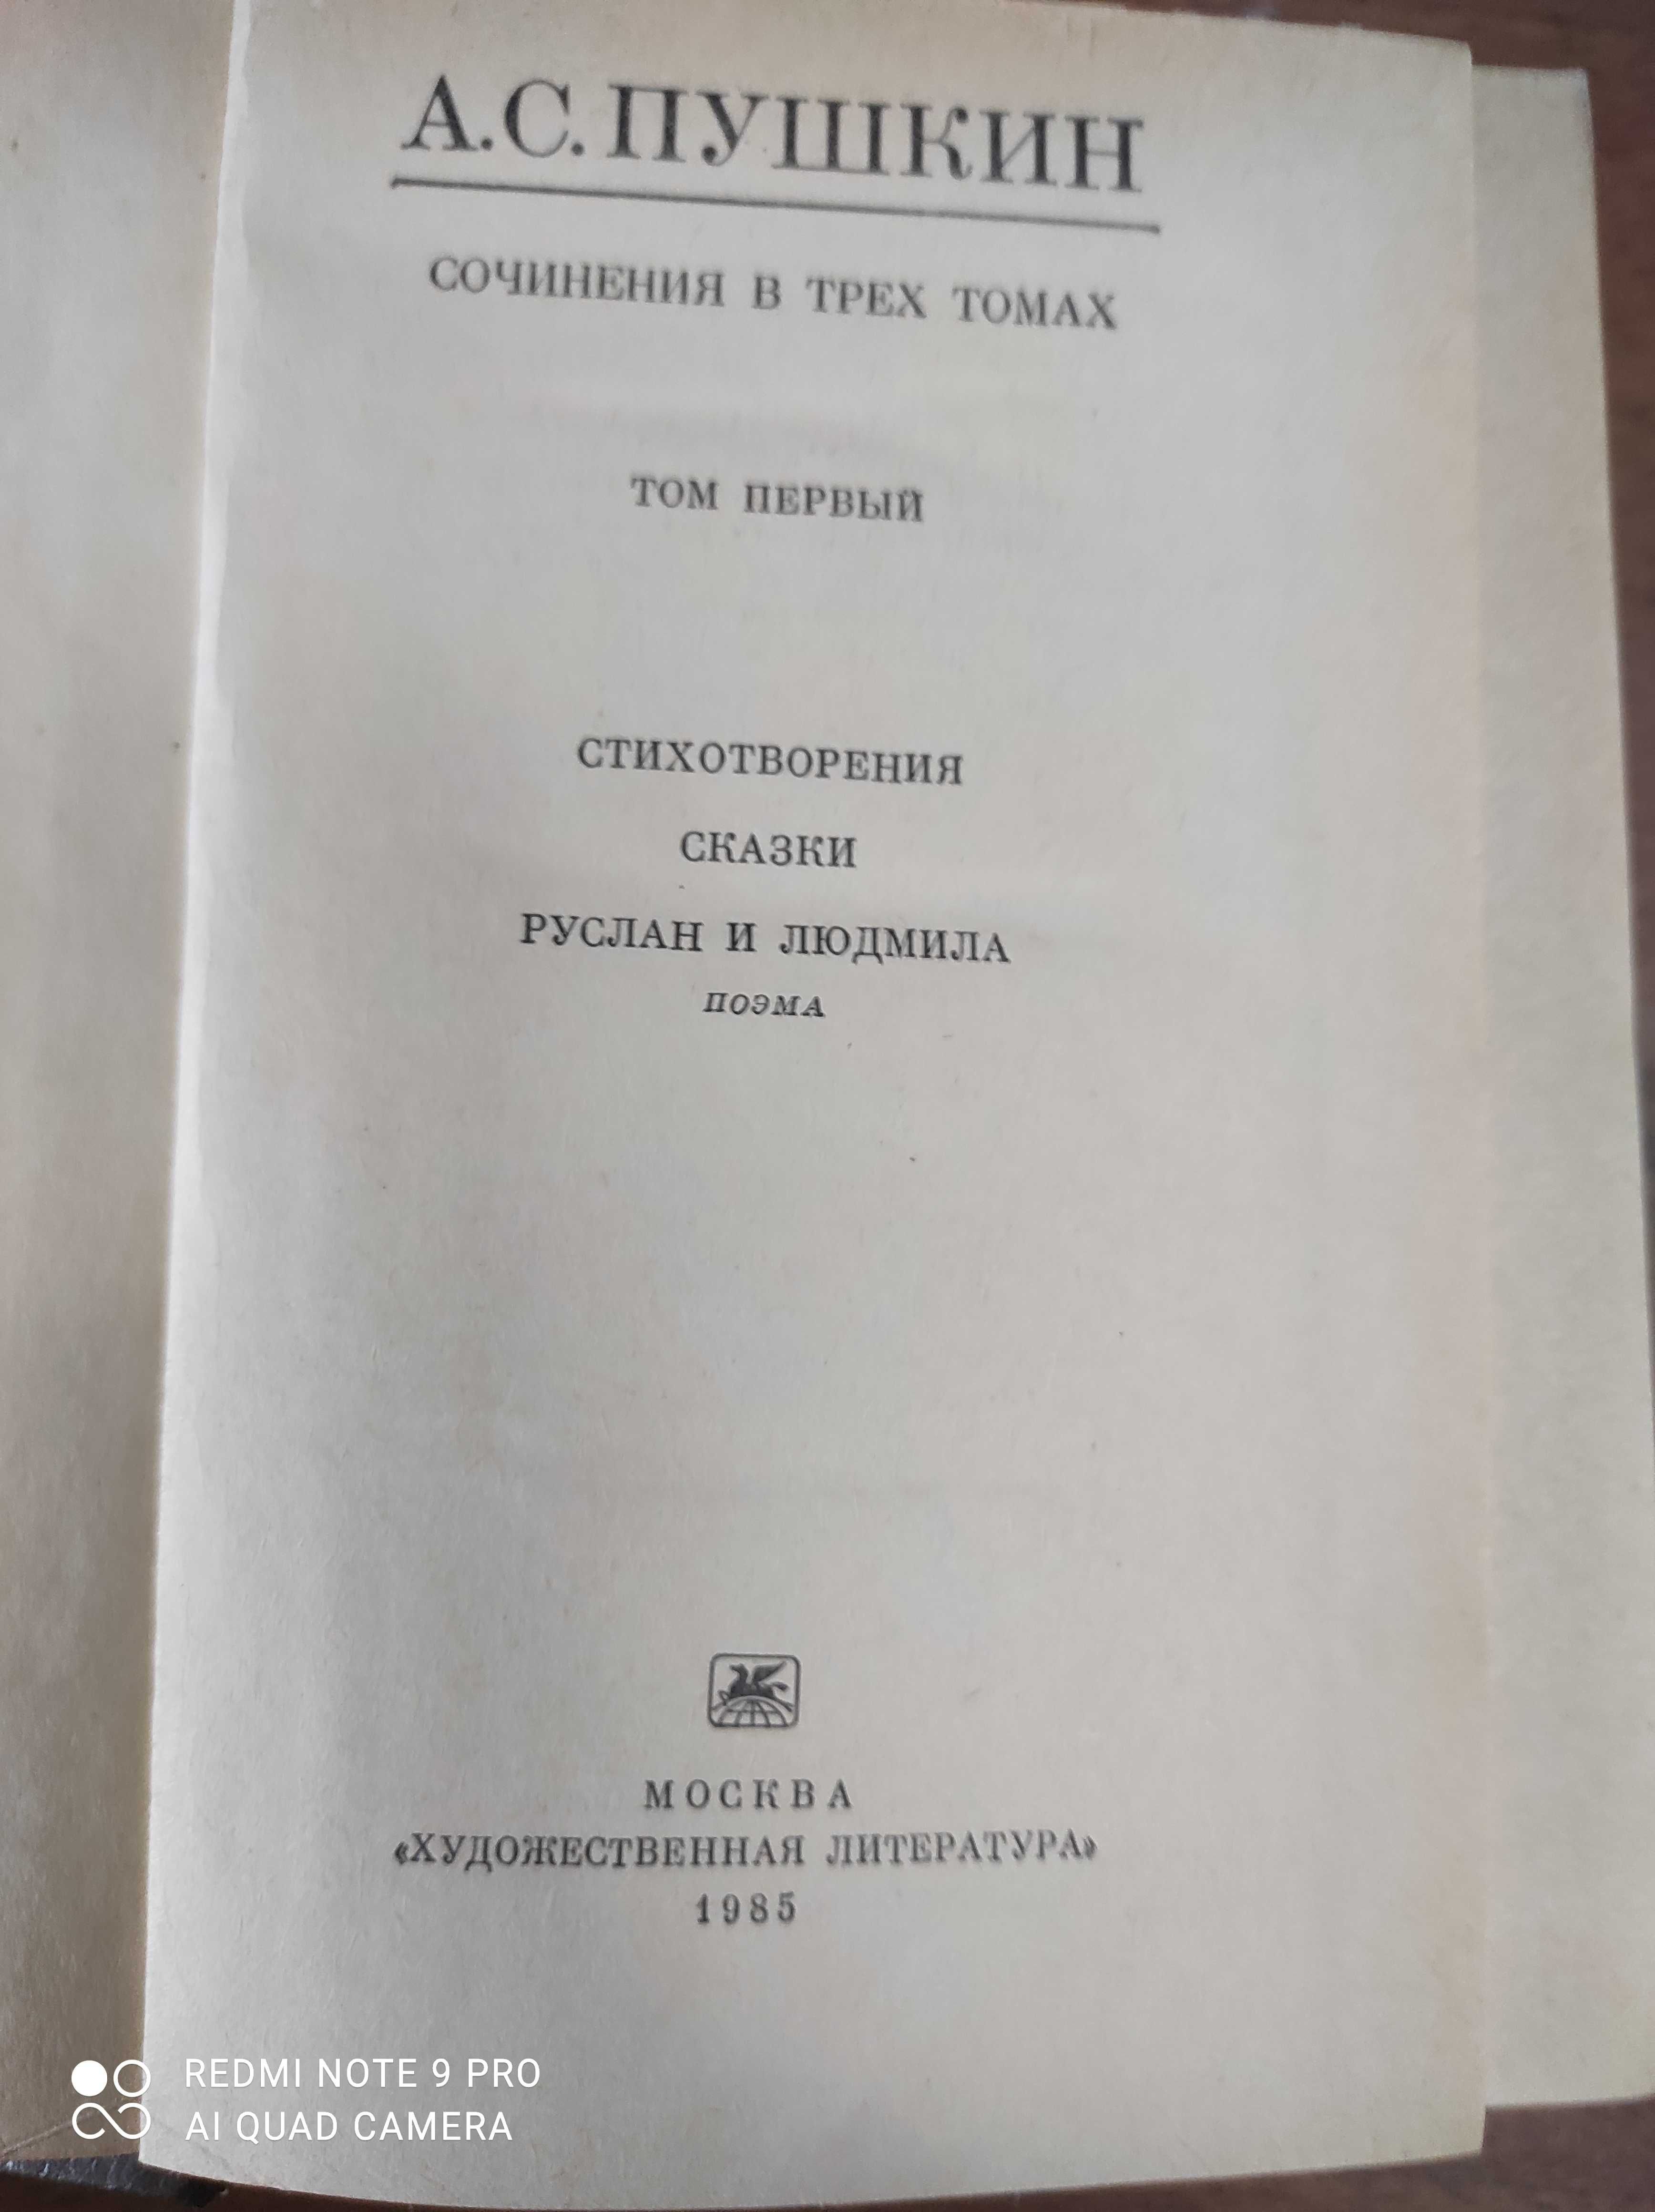 А.С. ПУШКИН
СОЧИНЕНИЯ В ТРЕХ ТОМАХ
ТОМ ПЕРВЫЙ
СТИХОТВОРЕНИЯ
СКАЗКИ
РУСЛАН И ЛЮДМИЛА
ПОЭМА
МОСКВА
«ХУДОЖЕСТВЕННАЯ ЛИТЕРАТУРА»
1985
REDMI NOTE 9 PRO
AI QUAD CAMERA